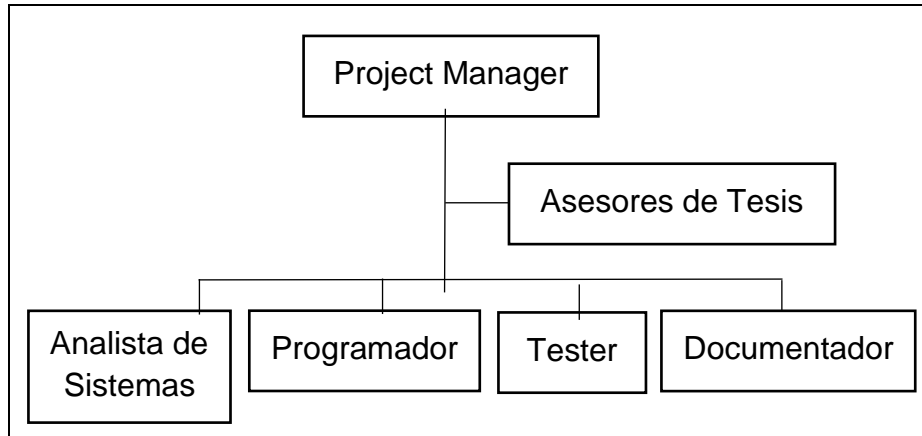 Project Manager
Asesores de Tesis
Analista de
Sistemas
Programador
Tester
Documentador